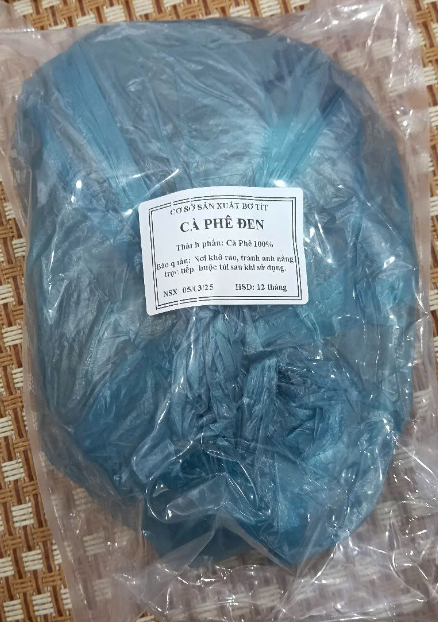 CƠ SỞ SẢN XUẤT BƠ TÍT
CÀ PHÊ ĐEN
Thành phần: Cà Phê 100%
Bảo quản: Nơi khô ráo, tránh ánh nắng
trực tiếp, buộc túi sau khi sử dụng.
NSX 05/03/25 HSD: 12 tháng